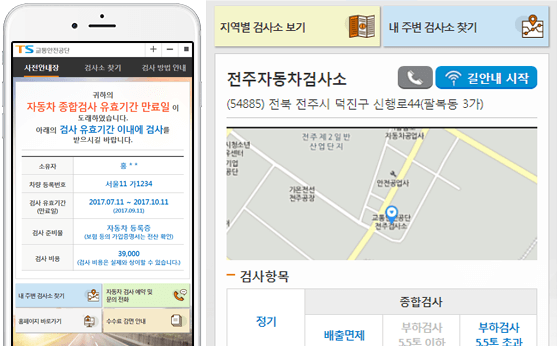 TS 교통안전공단
사전안내장 검사소 찾기 검사 방법 안내
귀하의
자동차 종합검사 유효기간 만료일 이
도래하였습니다.
아래의 검사 유효기간 이내에 검사를
받으시길 바랍니다.
소유자 홍 * *
차량 등록번호 서울11 가1234
검사 유효기간
(만료일)
2017.07.11 ~ 2017.10.11
(2017.09.11)
검사 준비물
자동차 등록증
(보험 등의 가입증명서는 전산 확인)
검사 비용
39,000
(검사 비용은 실제와 상이할 수 있습니다.)
내 주변 검사소 찾기
자동차 검사 예약 및
문의 전화
홈페이지 바로가기
수수료 감면 안내
지역별 검사소 보기
내 주변 검사소 찾기
전주자동차검사소
길안내 시작
(54885) 전북 전주시 덕진구 신행로44(팔복동 3가)
전주제2일반
산업단지
자동차공업사
시청소년
유센터
기업
공단
기온전선
전주공장
안전공업사
교통안전공단
전주검사소
검사항목
정기
종합검사
배출면제
부하검사
5.5톤 이하
부하검사
5.5톤 초과